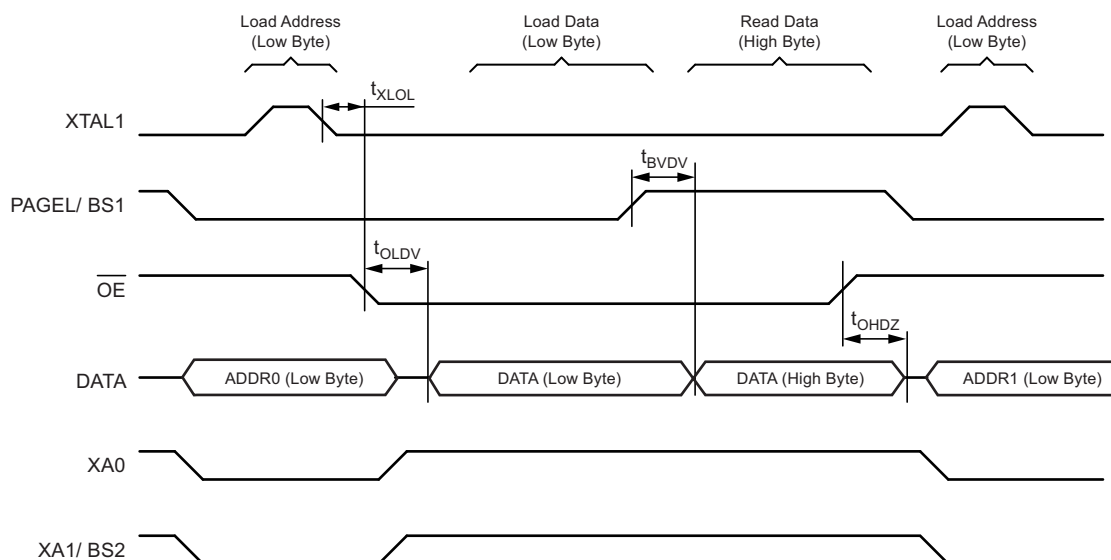 Load Address
(Low Byte)
Load Data
(Low Byte)
Read Data
(High Byte)
Load Address
(Low Byte)
tXLOL
XTAL1
tBVDV
PAGEL/ BS1
tOLDV
OE
tOHDZ
DATA
ADDR0 (Low Byte)
DATA (Low Byte)
DATA (High Byte)
ADDR1 (Low Byte)
XA0
XA1/ BS2